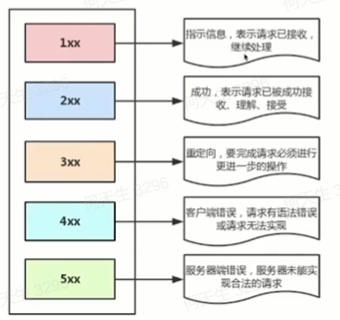 1xx
指示信息，表示请求已接收，
继续处理
2xx
成功，表示请求已被成功接
收、理解、接受
3xx
重定向，要完成请求必须进行
更进一步的操作
4xx
客户端错误，请求有语法错误
或请求无法实现
5xx
服务器端错误，服务器未能实
现合法的请求